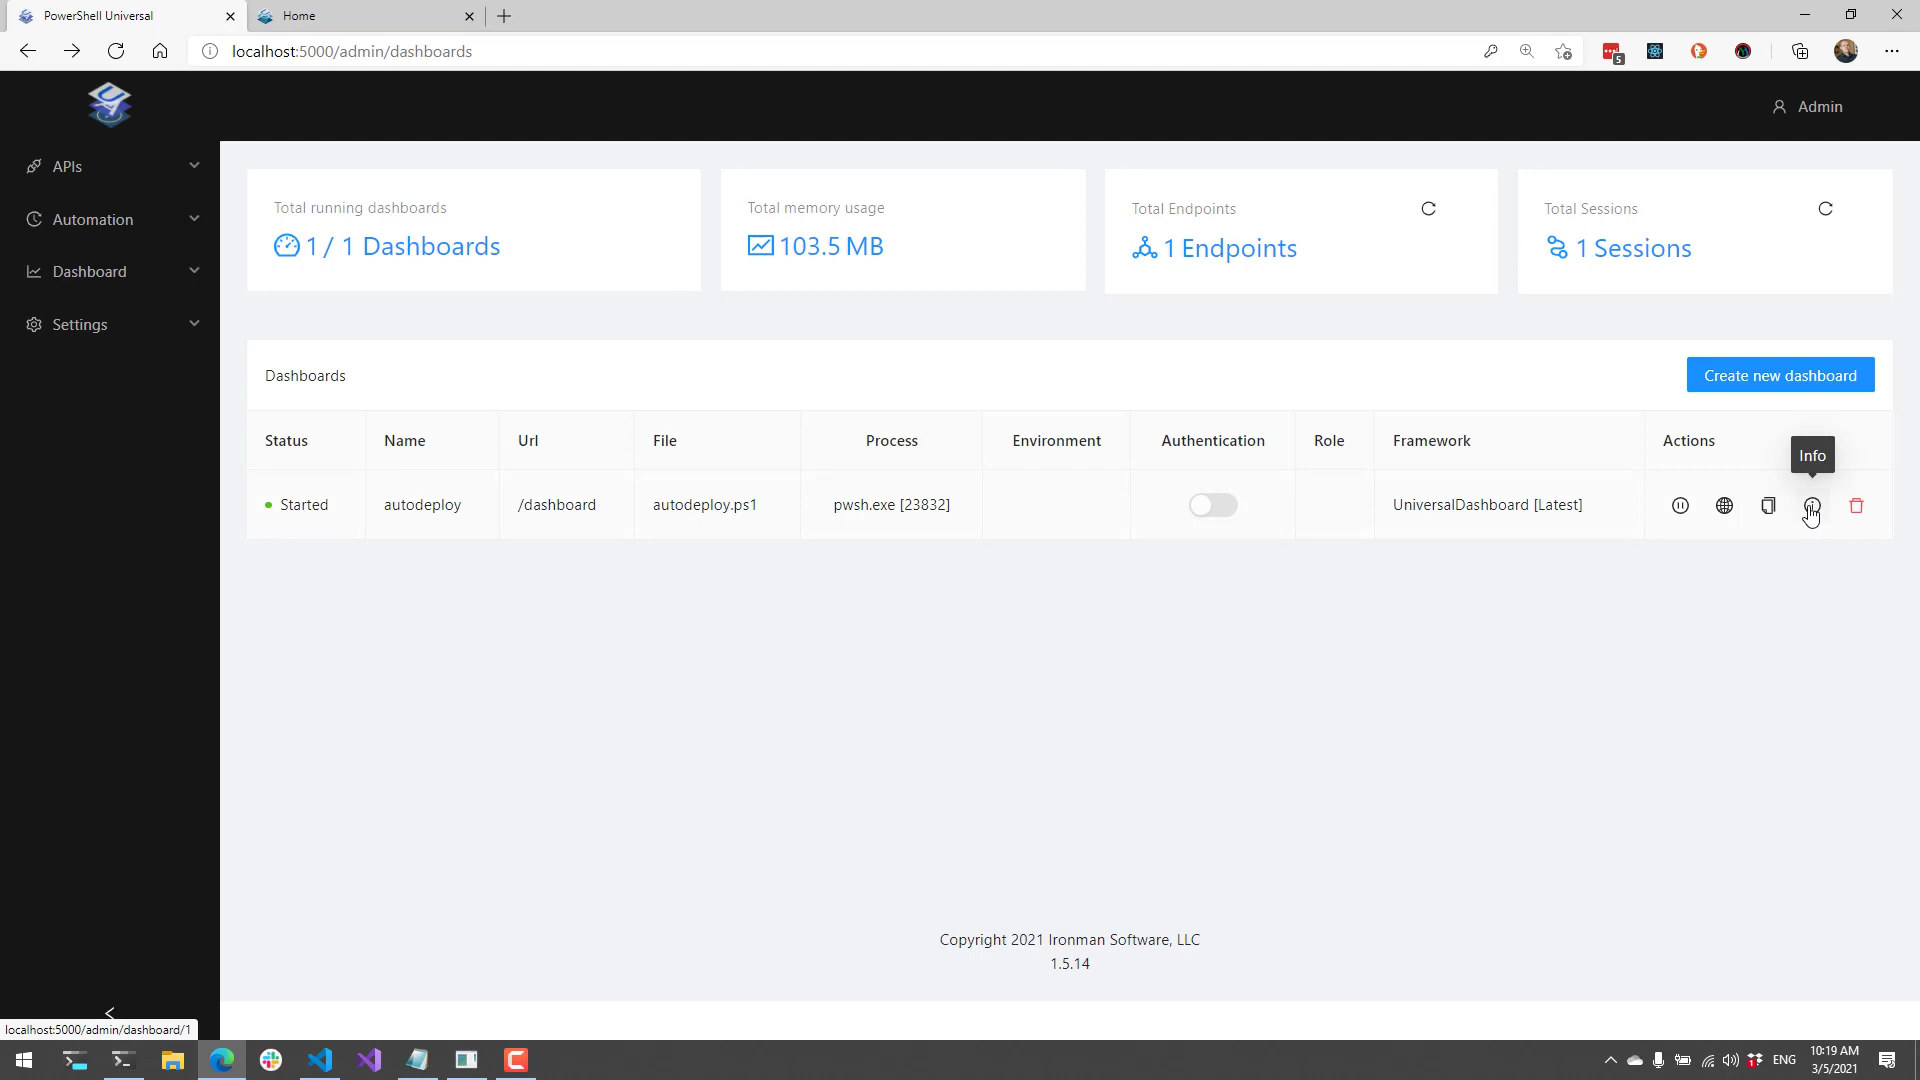 PowerShell Universal
Home
localhost:5000/admin/dashboards
5
Admin
APIs
Automation
Dashboard
Settings
Total running dashboards
1 / 1 Dashboards
Total memory usage
103.5 MB
Total Endpoints
1 Endpoints
Total Sessions
1 Sessions
Dashboards
Create new dashboard
Status Name Url File Process Environment Authentication Role Framework Actions
Info
Started autodeploy /dashboard autodeploy.ps1 pwsh.exe [23832] UniversalDashboard [Latest]
Copyright 2021 Ironman Software, LLC
1.5.14
localhost:5000/admin/dashboard/1
ENG
10:19 AM
3/5/2021